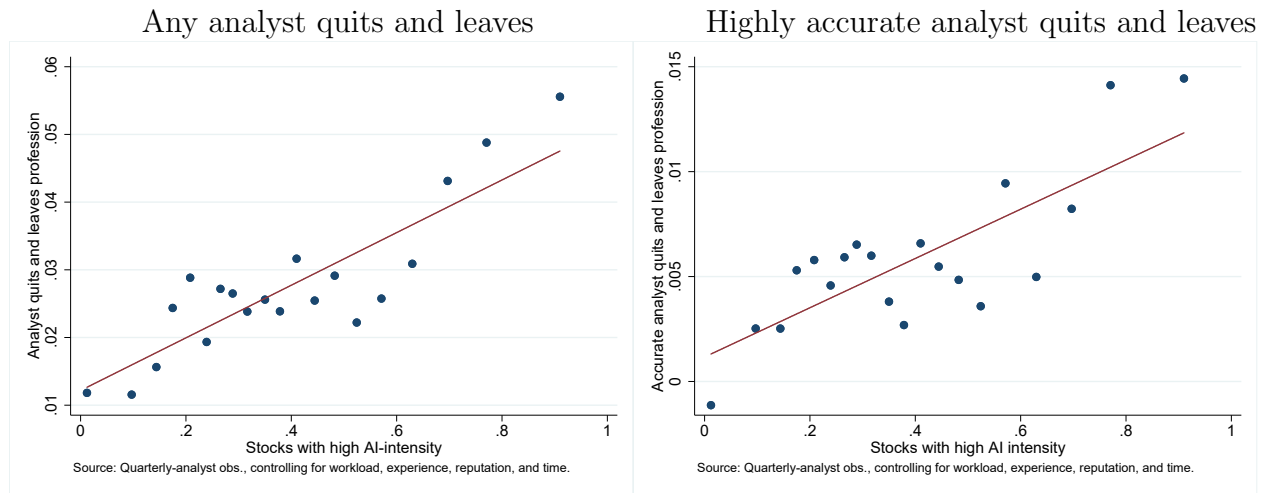 Any analyst quits and leaves
Analyst quits and leaves profession
.06
.05
.04
.03
.02
.01
0 .2 .4 .6 .8 1
Stocks with high AI-intensity
Source: Quarterly-analyst obs., controlling for workload, experience, reputation, and time.
Highly accurate analyst quits and leaves
Accurate analyst quits and leaves profession
.015
.01
.005
0
0 .2 .4 .6 .8 1
Stocks with high AI intensity
Source: Quarterly-analyst obs., controlling for workload, experience, reputation, and time.